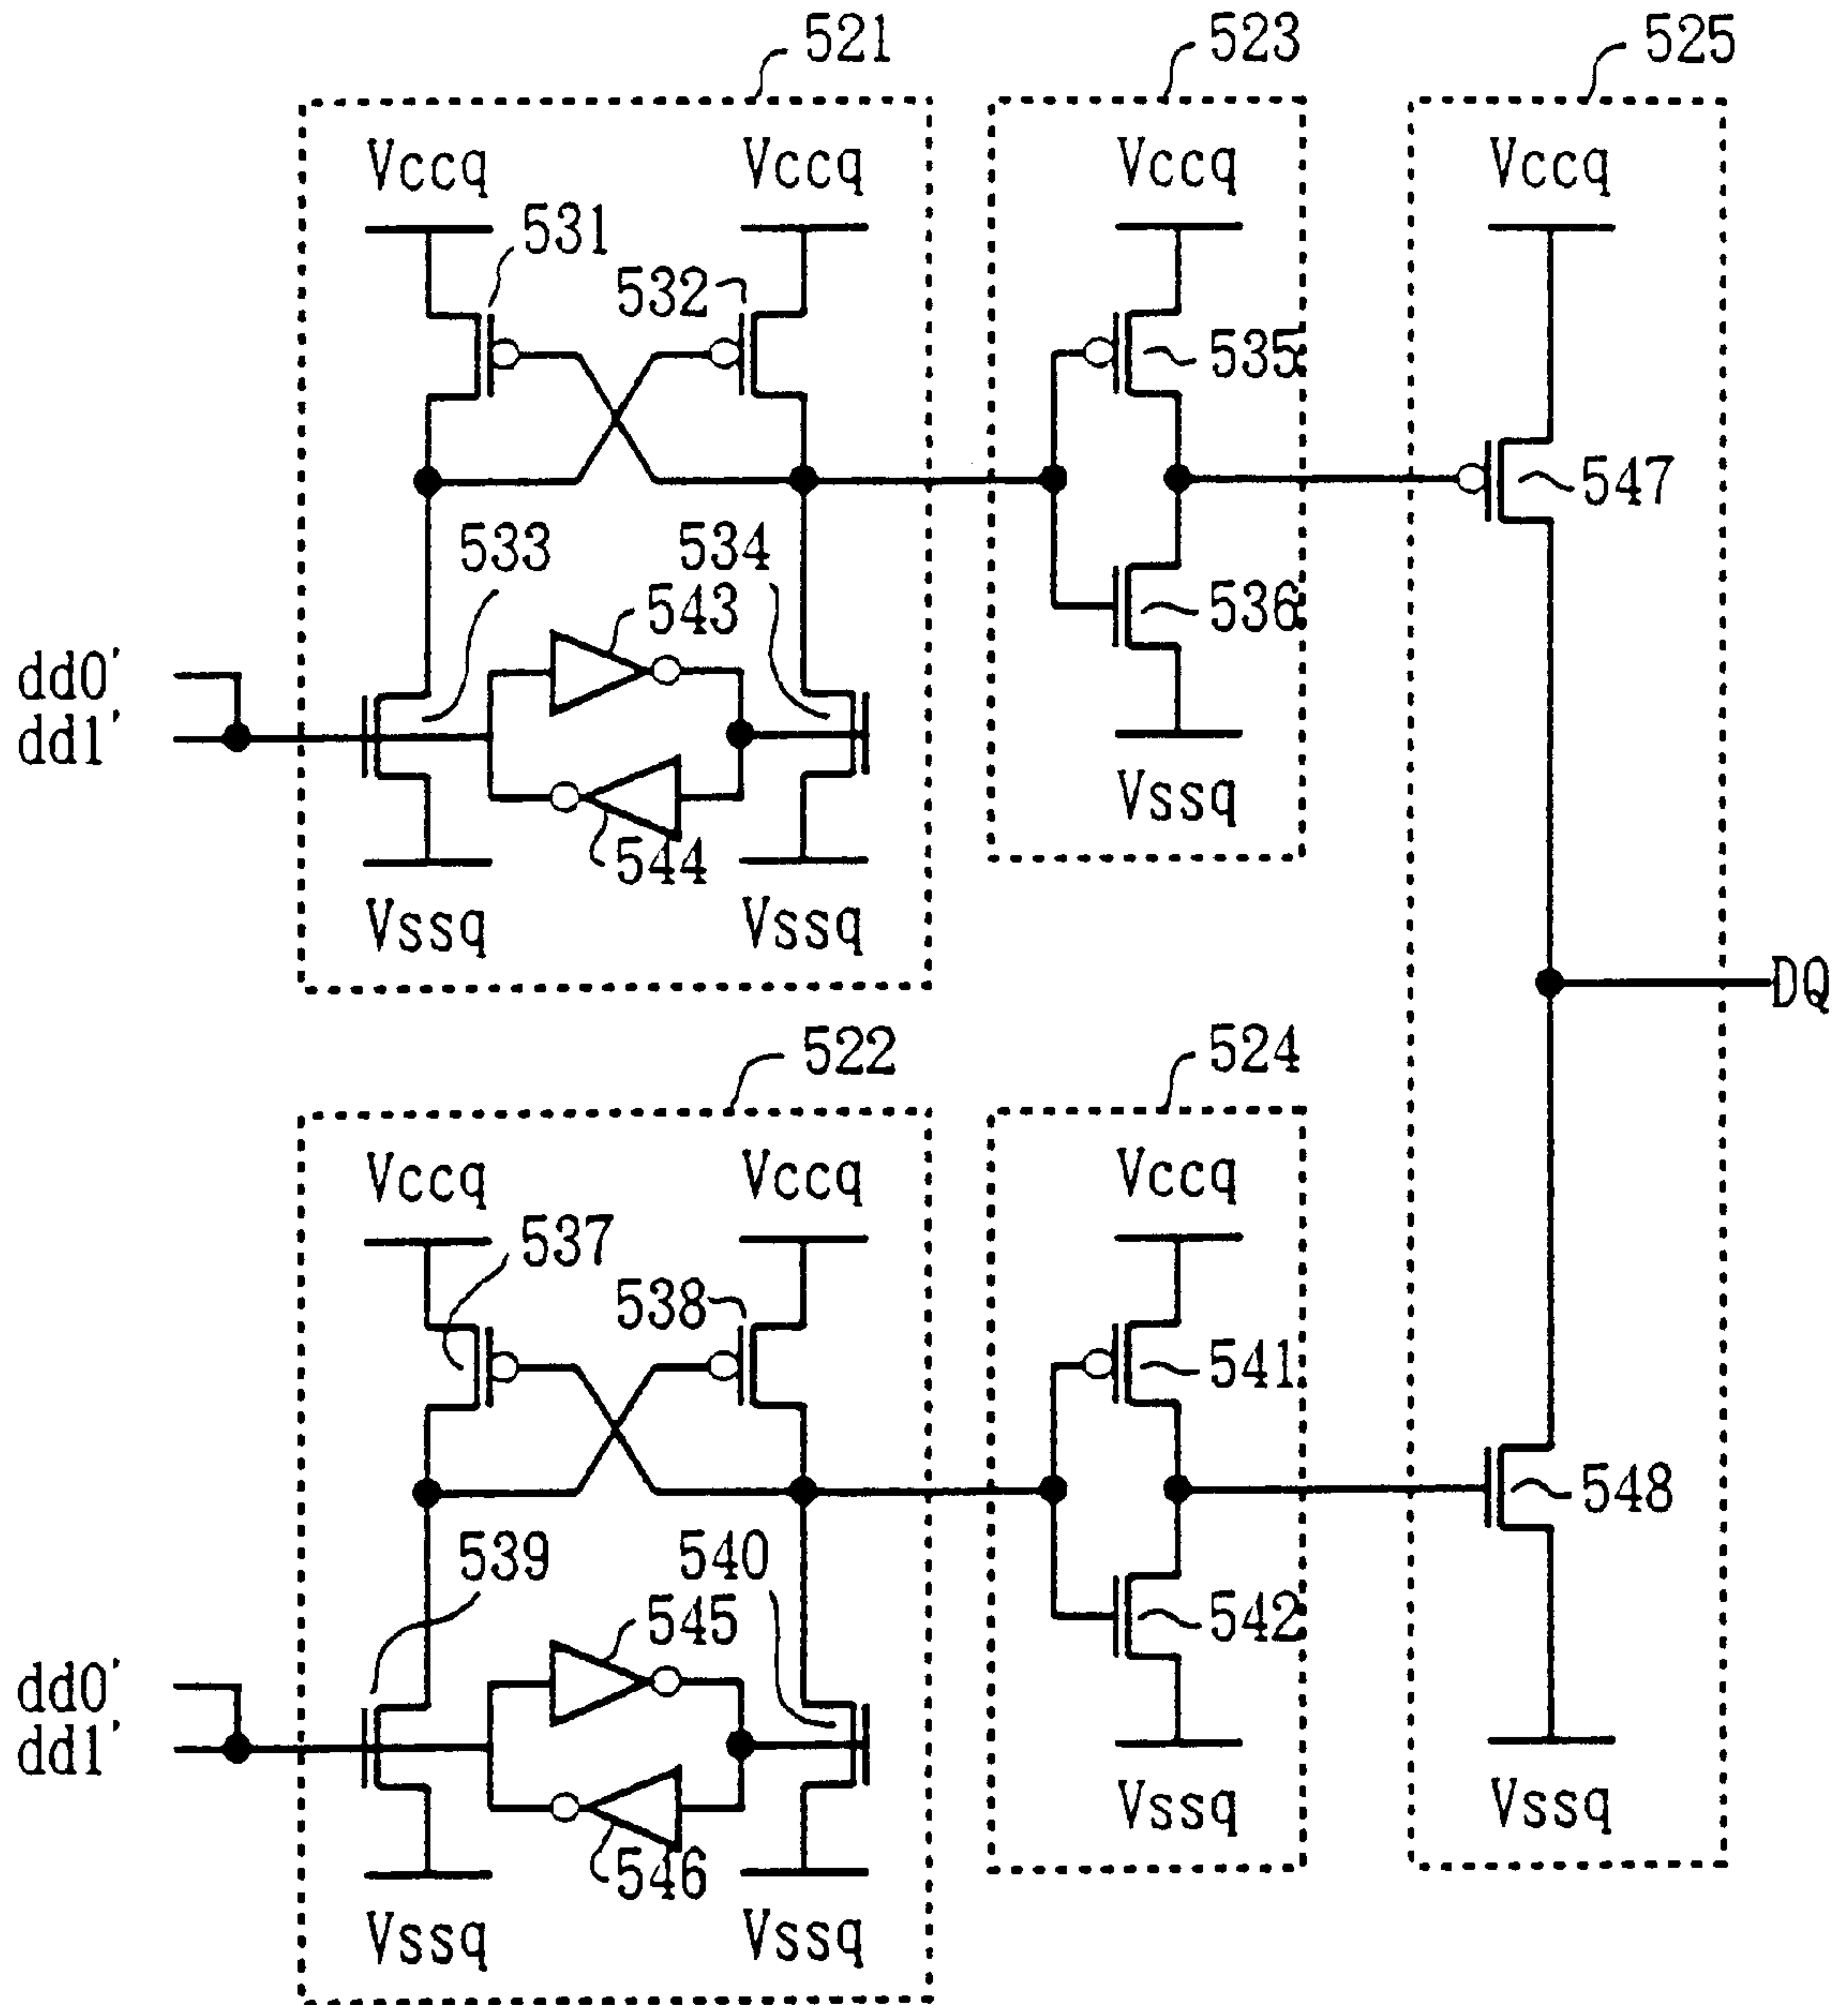 521
523
525
Vccq
Vccq
Vccq
Vccq
531
532
535
547
533
534
543
536
dd0'
dd1'
544
Vssq
Vssq
Vssq
DQ
522
524
Vccq
Vccq
Vccq
537
538
541
548
539
540
545
542
dd0'
dd1'
546
Vssq
Vssq
Vssq
Vssq